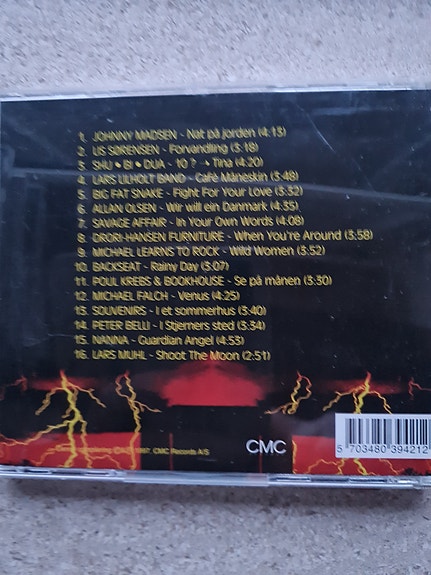 1. JOHNNY MADSEN - Nat på jorden (4:13)
2. LIS SØRENSEN - Forvandling (3:18)
3. SHU • BI • DUA - 10 ? → Tina (4:20)
4. LARS LILHOLT BAND - Café Måneskin (3:48)
5. BIG FAT SNAKE - Fight For Your Love (3:32)
6. ALLAN OLSEN - Wir will ein Danmark (4:35)
7. SAVAGE AFFAIR - In Your Own Words (4:08)
8. DRORI-HANSEN FURNITURE - When You're Around (3:58)
9. MICHAEL LEARNS TO ROCK - Wild Women (3:52)
10. BACKSEAT - Rainy Day (3:07)
11. POUL KREBS & BOOKHOUSE - Se på månen (3:30)
12. MICHAEL FALCH - Venus (4:25)
13. SOUVENIRS - I et sommerhus (3:40)
14. PETER BELLI - I Stjerners sted (3:34)
15. NANNA - Guardian Angel (4:53)
16. LARS MUHL - Shoot The Moon (2:51)
1997, CMC Records A/S
CMC
5 703480 394212